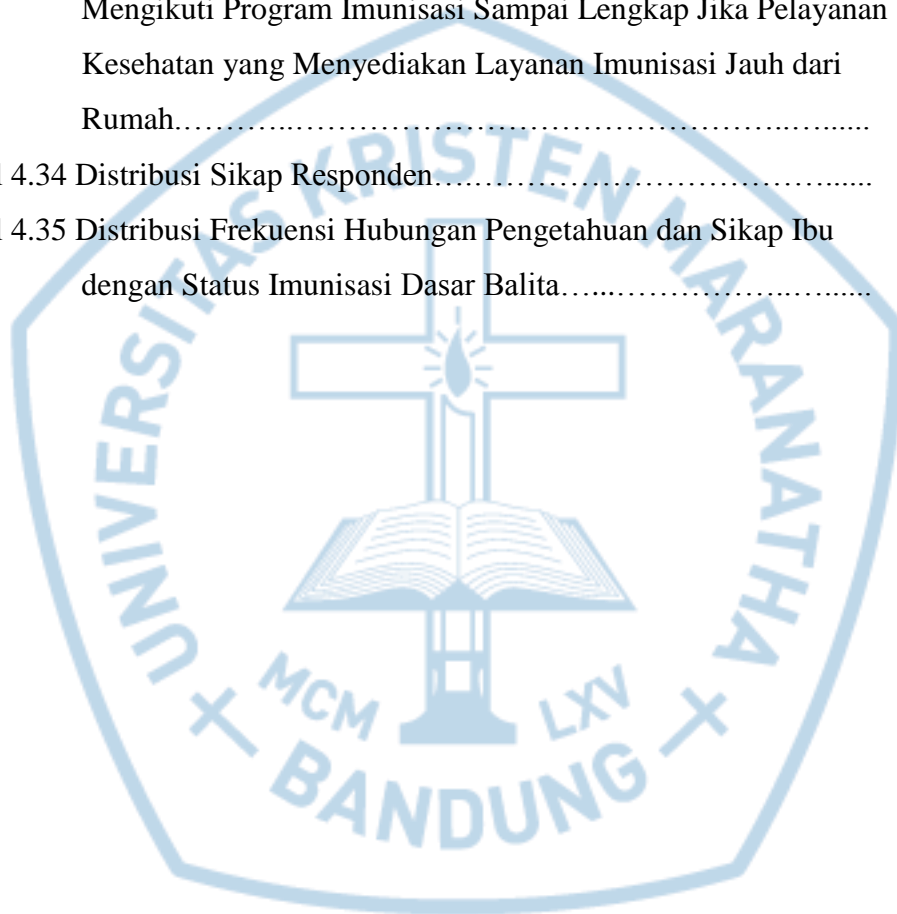 Mengikuti Program Imunisasi Sampai Lengkap Jika Pelayanan
Kesehatan yang Menyediakan Layanan Imunisasi Jauh dari
Rumah………..…………………………………………………..…......
l 4.34 Distribusi Sikap Responden….…………….…………………......
l 4.35 Distribusi Frekuensi Hubungan Pengetahuan dan Sikap Ibu
dengan Status Imunisasi Dasar Balita…...……………..….......
UNIVERSITAS KRISTEN MARANATHA
MCM LXV
BANDUNG